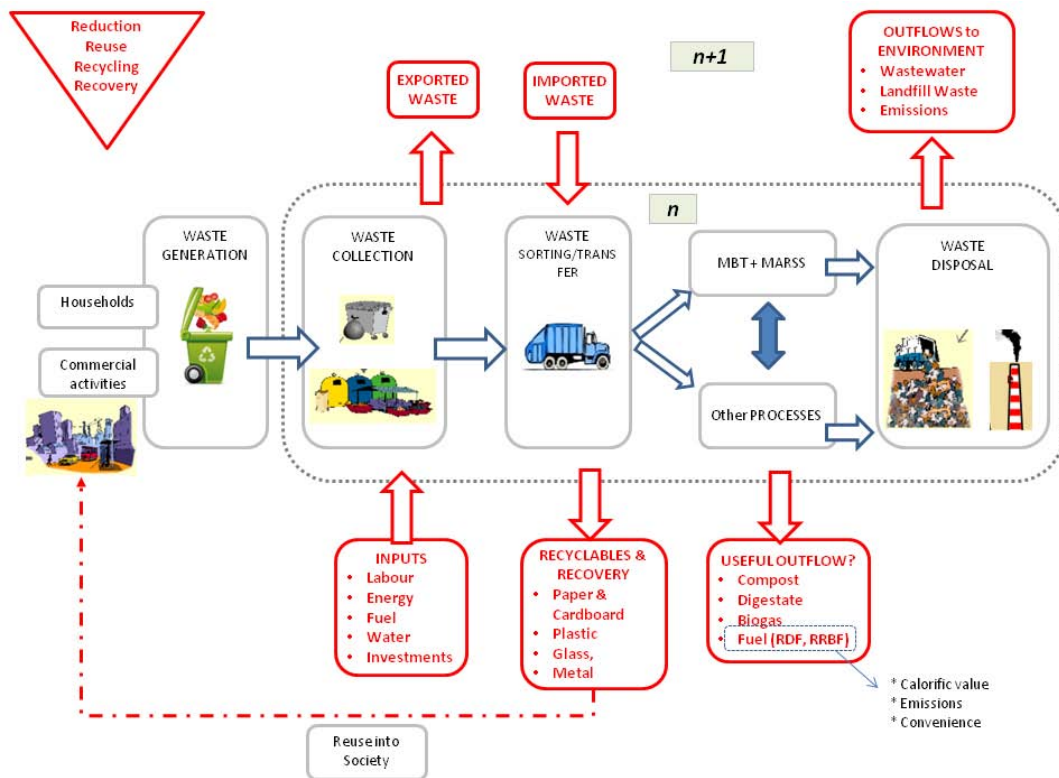 Reduction
Reuse
Recycling
Recovery
EXPORTED
WASTE
IMPORTED
WASTE
n+1
OUTFLOWS to
ENVIRONMENT
• Wastewater
• Landfill Waste
• Emissions
n
WASTE
GENERATION
Households
Commercial
activities
WASTE
COLLECTION
WASTE
SORTING/TRANS
FER
MBT + MARSS
Other PROCESSES
WASTE
DISPOSAL
INPUTS
• Labour
• Energy
• Fuel
• Water
• Investments
RECYCLABLES &
RECOVERY
• Paper &
Cardboard
• Plastic
• Glass,
• Metal
USEFUL OUTFLOW?
• Compost
• Digestate
• Biogas
• Fuel (RDF, RRBF)
* Calorific value
* Emissions
* Convenience
Reuse into
Society